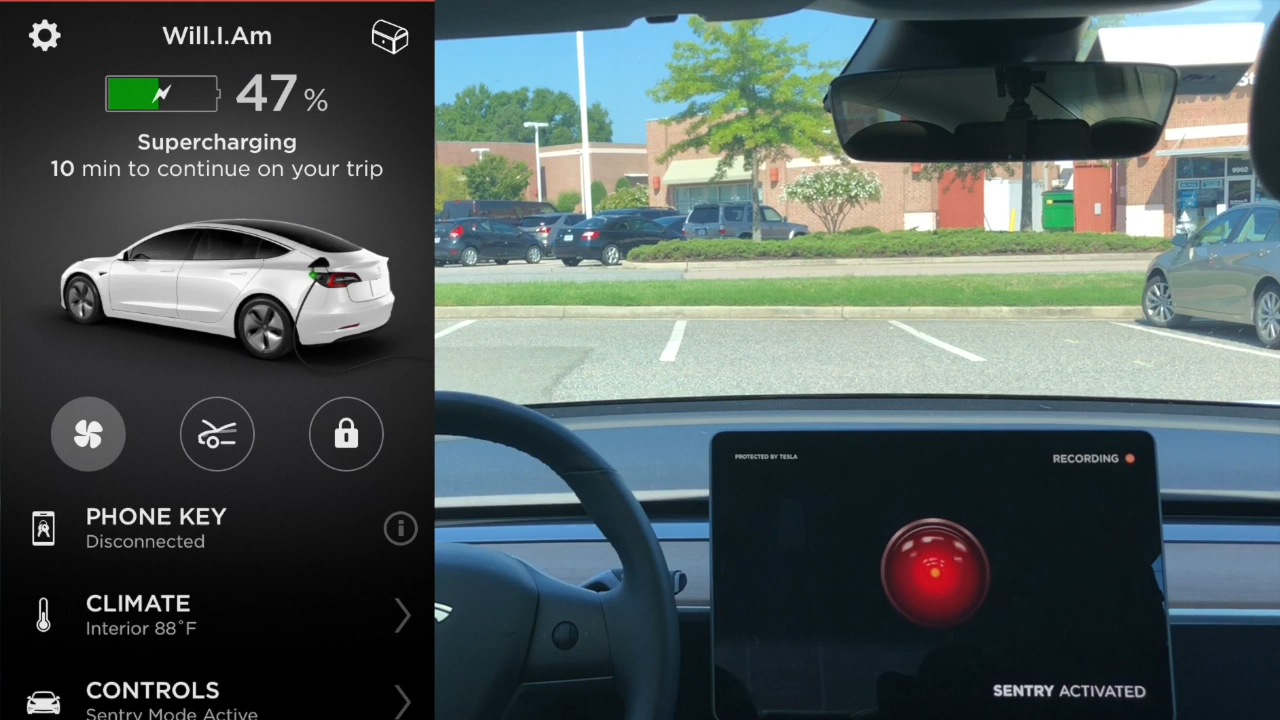 Will.I.Am
47 %
Supercharging
10 min to continue on your trip
PHONE KEY
Disconnected
CLIMATE
Interior 88°F
CONTROLS
Sentry Mode Active
PROTECTED BY TESLA
RECORDING
SENTRY ACTIVATED